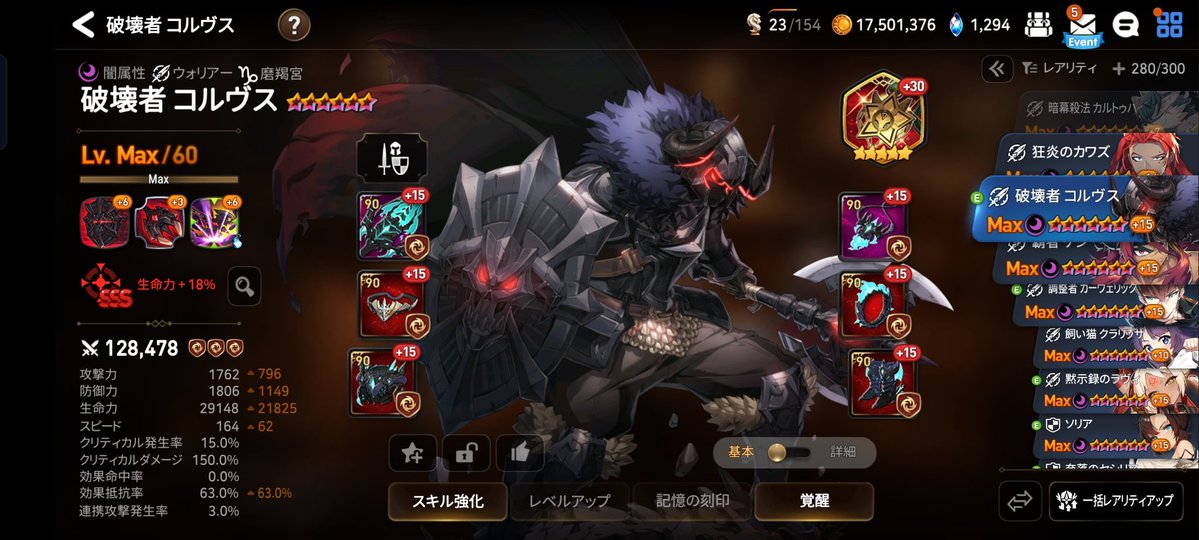 破壊者 コルヴス
?
23/154
17,501,376
1,294
5
Event
闇属性 ウォリアー 磨羯宮
破壊者 コルヴス
Lv. Max/60
Max
+6
+3
+6
SSS
生命力 +18%
128,478
攻撃力 1762 796
防御力 1806 1149
生命力 29148 21825
スピード 164 62
クリティカル発生率 15.0%
クリティカルダメージ 150.0%
効果命中率 0.0%
効果抵抗率 63.0% 63.0%
連携攻撃発生率 3.0%
90 +15
90 +15
90 +15
+30
90 +15
90 +15
90 +15
基本
詳細
スキル強化
レベルアップ
記憶の刻印
覚醒
レアリティ
280/300
暗幕殺法 カルトゥハ
Max
狂炎のカワズ
E
破壊者 コルヴス
Max +15
Max +15
E
調整者 カーウェリック
Max +15
飼い猫 クラリッサ
Max +10
E
黙示録のラヴィ
Max +15
E
ソリア
Max +15
一括レアリティアップ